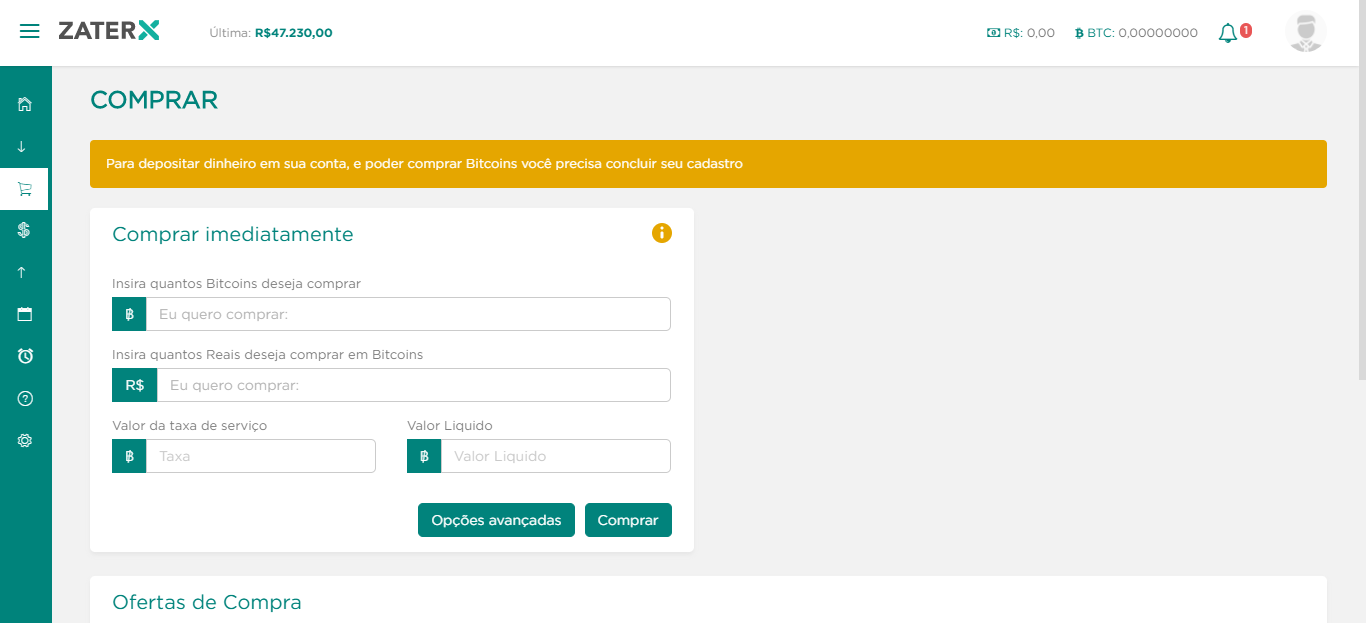 ZATERX
Última: R$47.230,00
R$: 0,00
BTC: 0,00000000
1
COMPRAR
Para depositar dinheiro em sua conta, e poder comprar Bitcoins você precisa concluir seu cadastro
Comprar imediatamente
Insira quantos Bitcoins deseja comprar
Eu quero comprar:
Insira quantos Reais deseja comprar em Bitcoins
R$ Eu quero comprar:
Valor da taxa de serviço
Valor Liquido
Taxa
Valor Liquido
Opções avançadas
Comprar
Ofertas de Compra